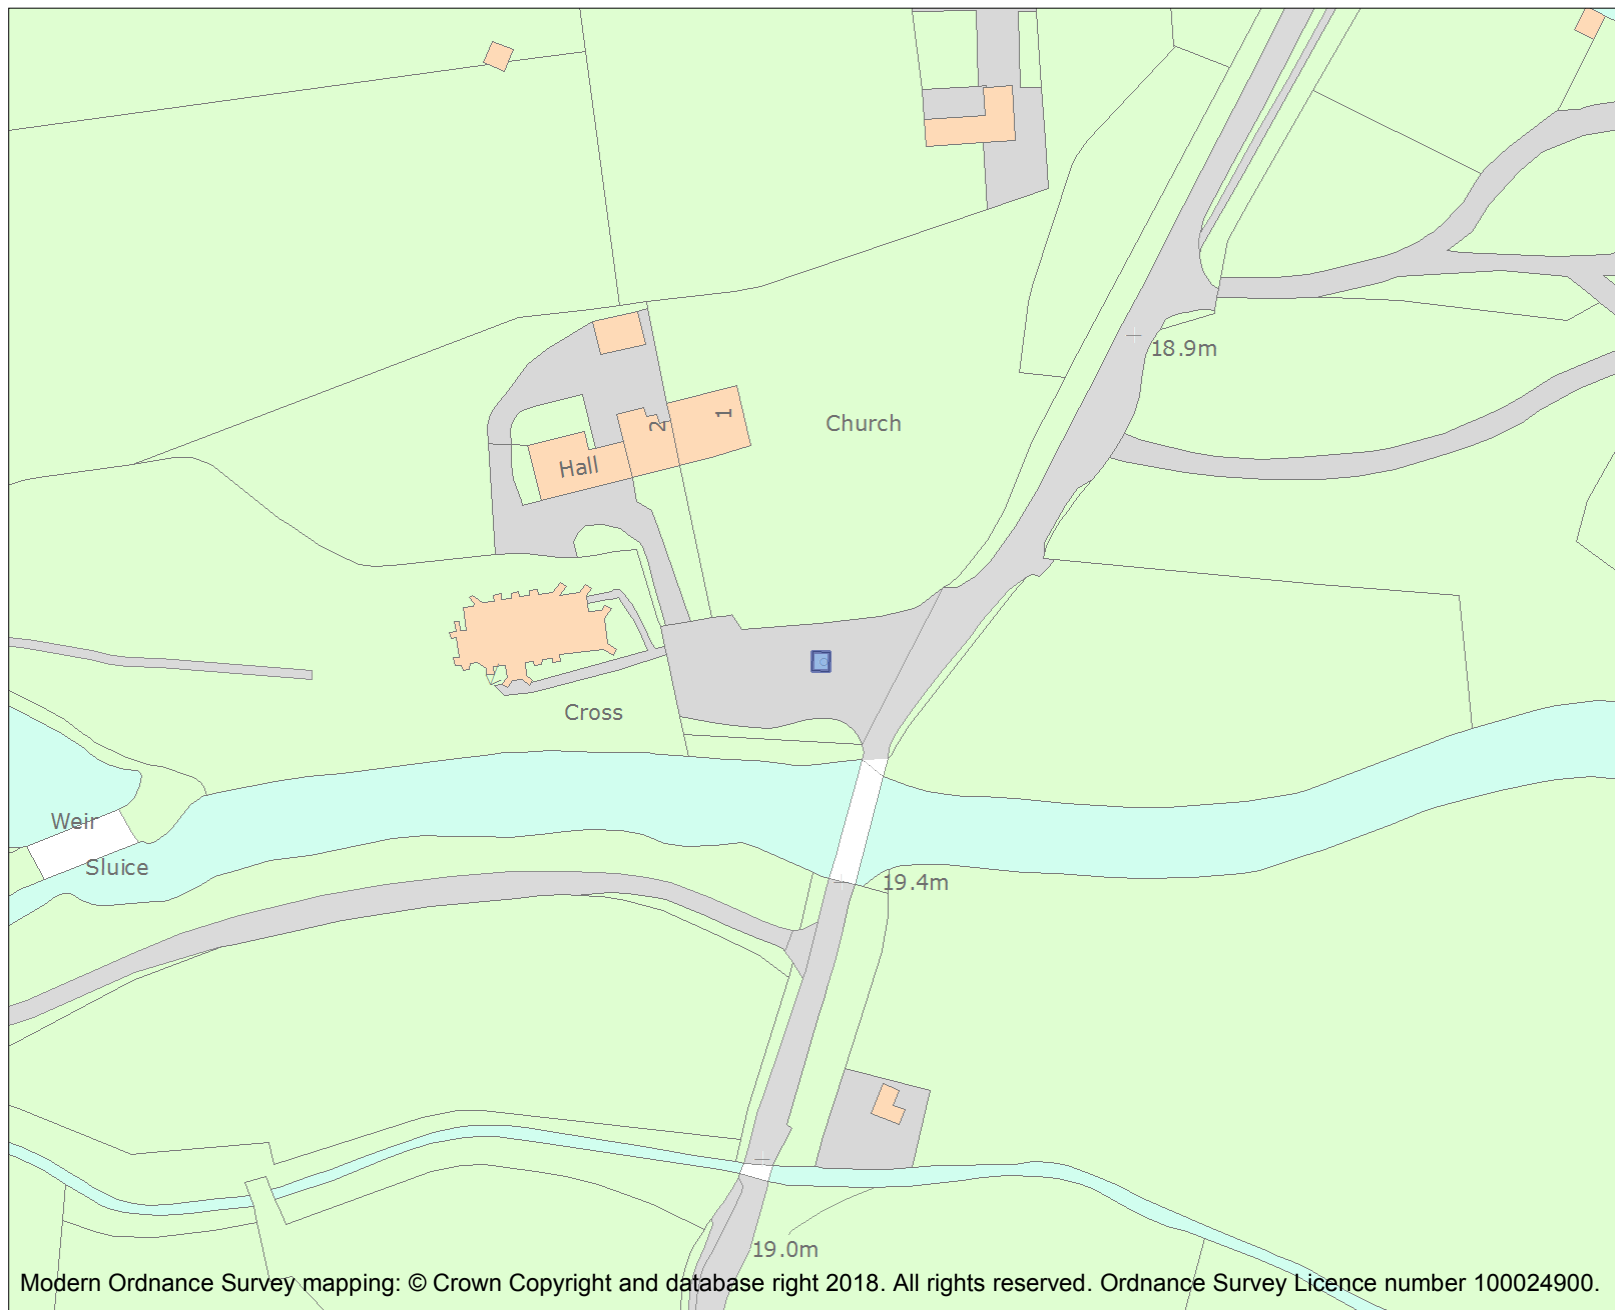 18.9m
1
2
Church
Hall
Cross
Weir
Sluice
19.4m
19.0m
Modern Ordnance Survey mapping: © Crown Copyright and database right 2018. All rights reserved. Ordnance Survey Licence number 100024900.